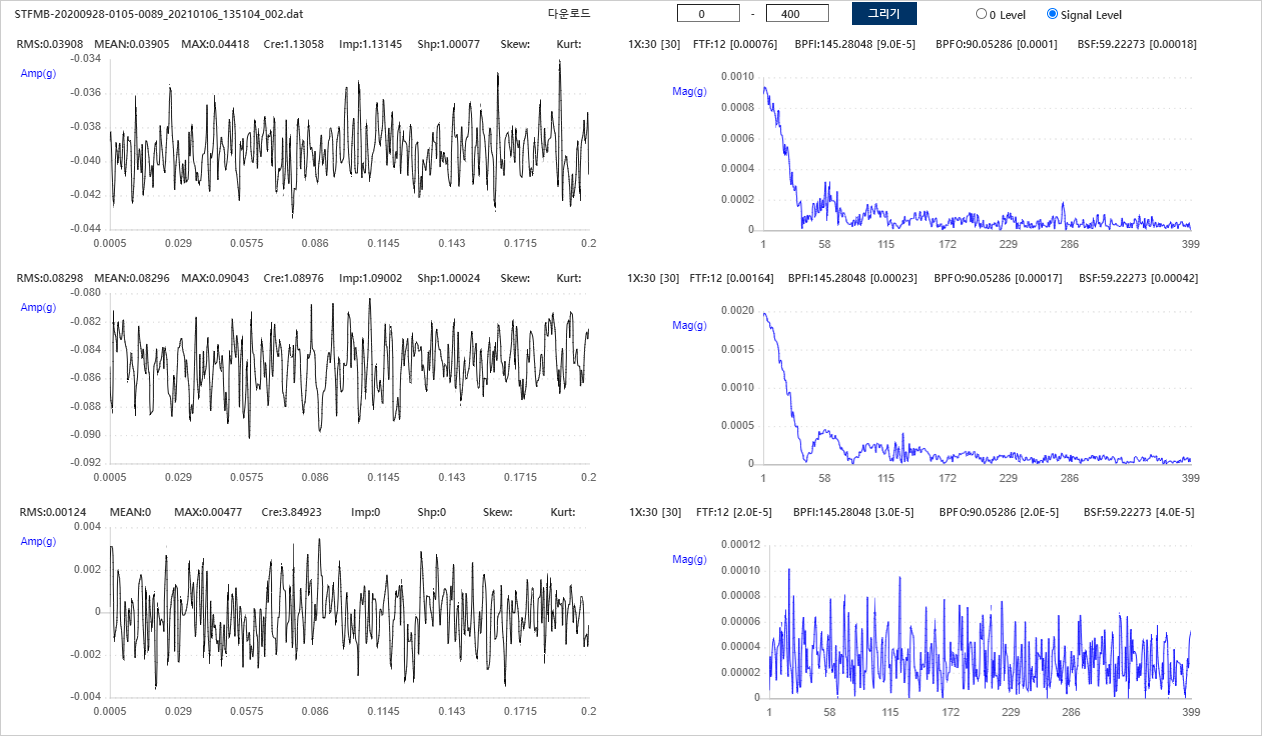 STFMB-20200928-0105-0089_20210106_135104_002.dat 다운로드 0 - 400 그리기 0 Level Signal Level
RMS:0.03908 MEAN:0.03905 MAX:0.04418 Cre:1.13058 Imp:1.13145 Shp:1.00077 Skew: Kurt:
Amp(g)
-0.034
-0.036
-0.038
-0.040
-0.042
-0.044
0.0005 0.029 0.0575 0.086 0.1145 0.143 0.1715 0.2
1X:30 [30] FTF:12 [0.00076] BPFI:145.28048 [9.0E-5] BPFO:90.05286 [0.0001] BSF:59.22273 [0.00018]
Mag(g)
0.0010
0.0008
0.0006
0.0004
0.0002
0
1 58 115 172 229 286 399
RMS:0.08298 MEAN:0.08296 MAX:0.09043 Cre:1.08976 Imp:1.09002 Shp:1.00024 Skew: Kurt:
Amp(g)
-0.080
-0.082
-0.084
-0.086
-0.088
-0.090
-0.092
0.0005 0.029 0.0575 0.086 0.1145 0.143 0.1715 0.2
1X:30 [30] FTF:12 [0.00164] BPFI:145.28048 [0.00023] BPFO:90.05286 [0.00017] BSF:59.22273 [0.00042]
Mag(g)
0.0020
0.0015
0.0010
0.0005
0
1 58 115 172 229 286 399
RMS:0.00124 MEAN:0 MAX:0.00477 Cre:3.84923 Imp:0 Shp:0 Skew: Kurt:
Amp(g)
0.004
0.002
0
-0.002
-0.004
0.0005 0.029 0.0575 0.086 0.1145 0.143 0.1715 0.2
1X:30 [30] FTF:12 [2.0E-5] BPFI:145.28048 [3.0E-5] BPFO:90.05286 [2.0E-5] BSF:59.22273 [4.0E-5]
Mag(g)
0.00012
0.00010
0.00008
0.00006
0.00004
0.00002
0
1 58 115 172 229 286 399